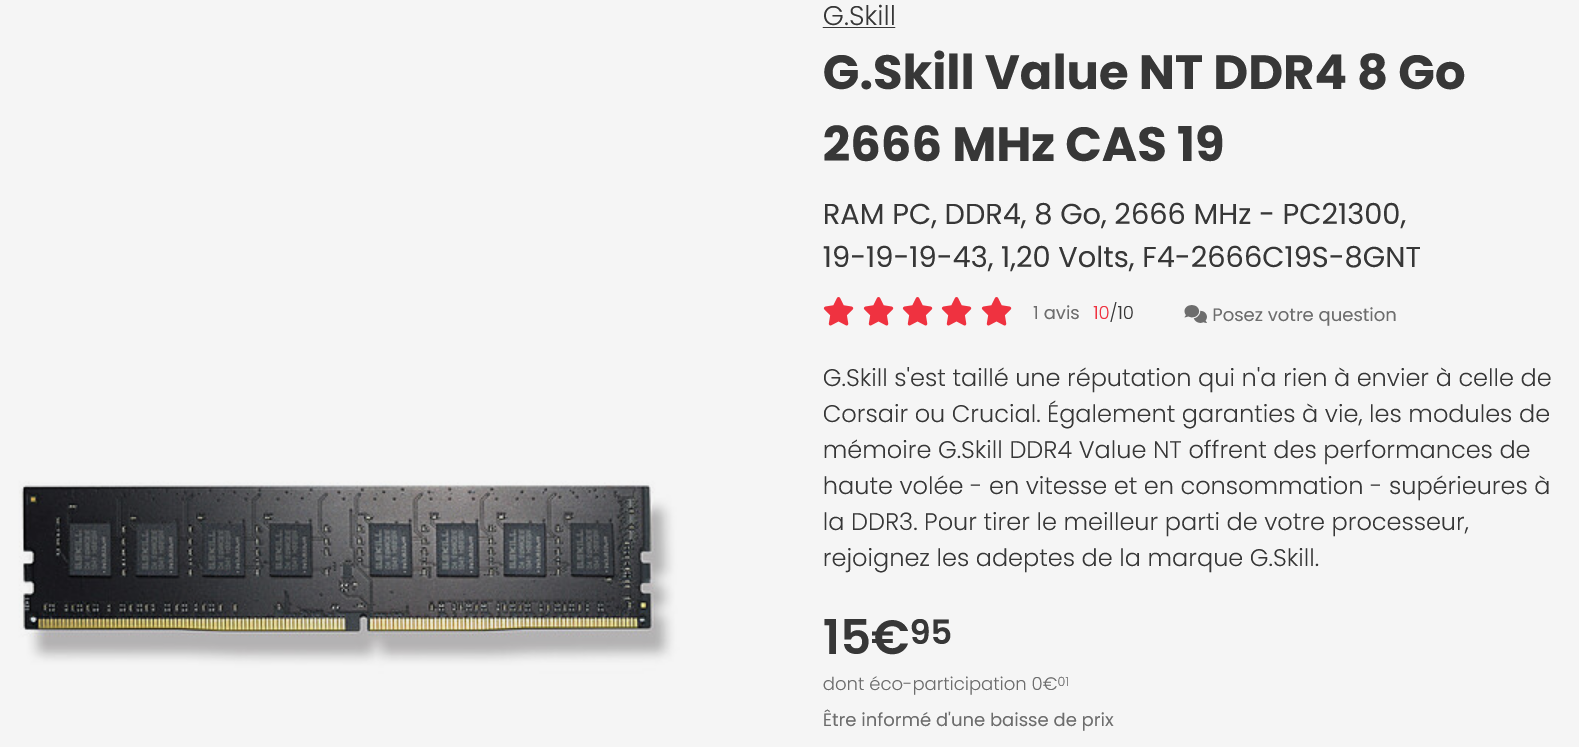 G.Skill
G.Skill Value NT DDR4 8 Go
2666 MHz CAS 19
RAM PC, DDR4, 8 Go, 2666 MHz - PC21300,
19-19-19-43, 1,20 Volts, F4-2666C19S-8GNT
1 avis 10/10 Posez votre question
G.Skill s'est taillé une réputation qui n'a rien à envier à celle de
Corsair ou Crucial. Également garanties à vie, les modules de
mémoire G.Skill DDR4 Value NT offrent des performances de
haute volée - en vitesse et en consommation - supérieures à
la DDR3. Pour tirer le meilleur parti de votre processeur,
rejoignez les adeptes de la marque G.Skill.
15€95
dont éco-participation 0€01
Être informé d'une baisse de prix